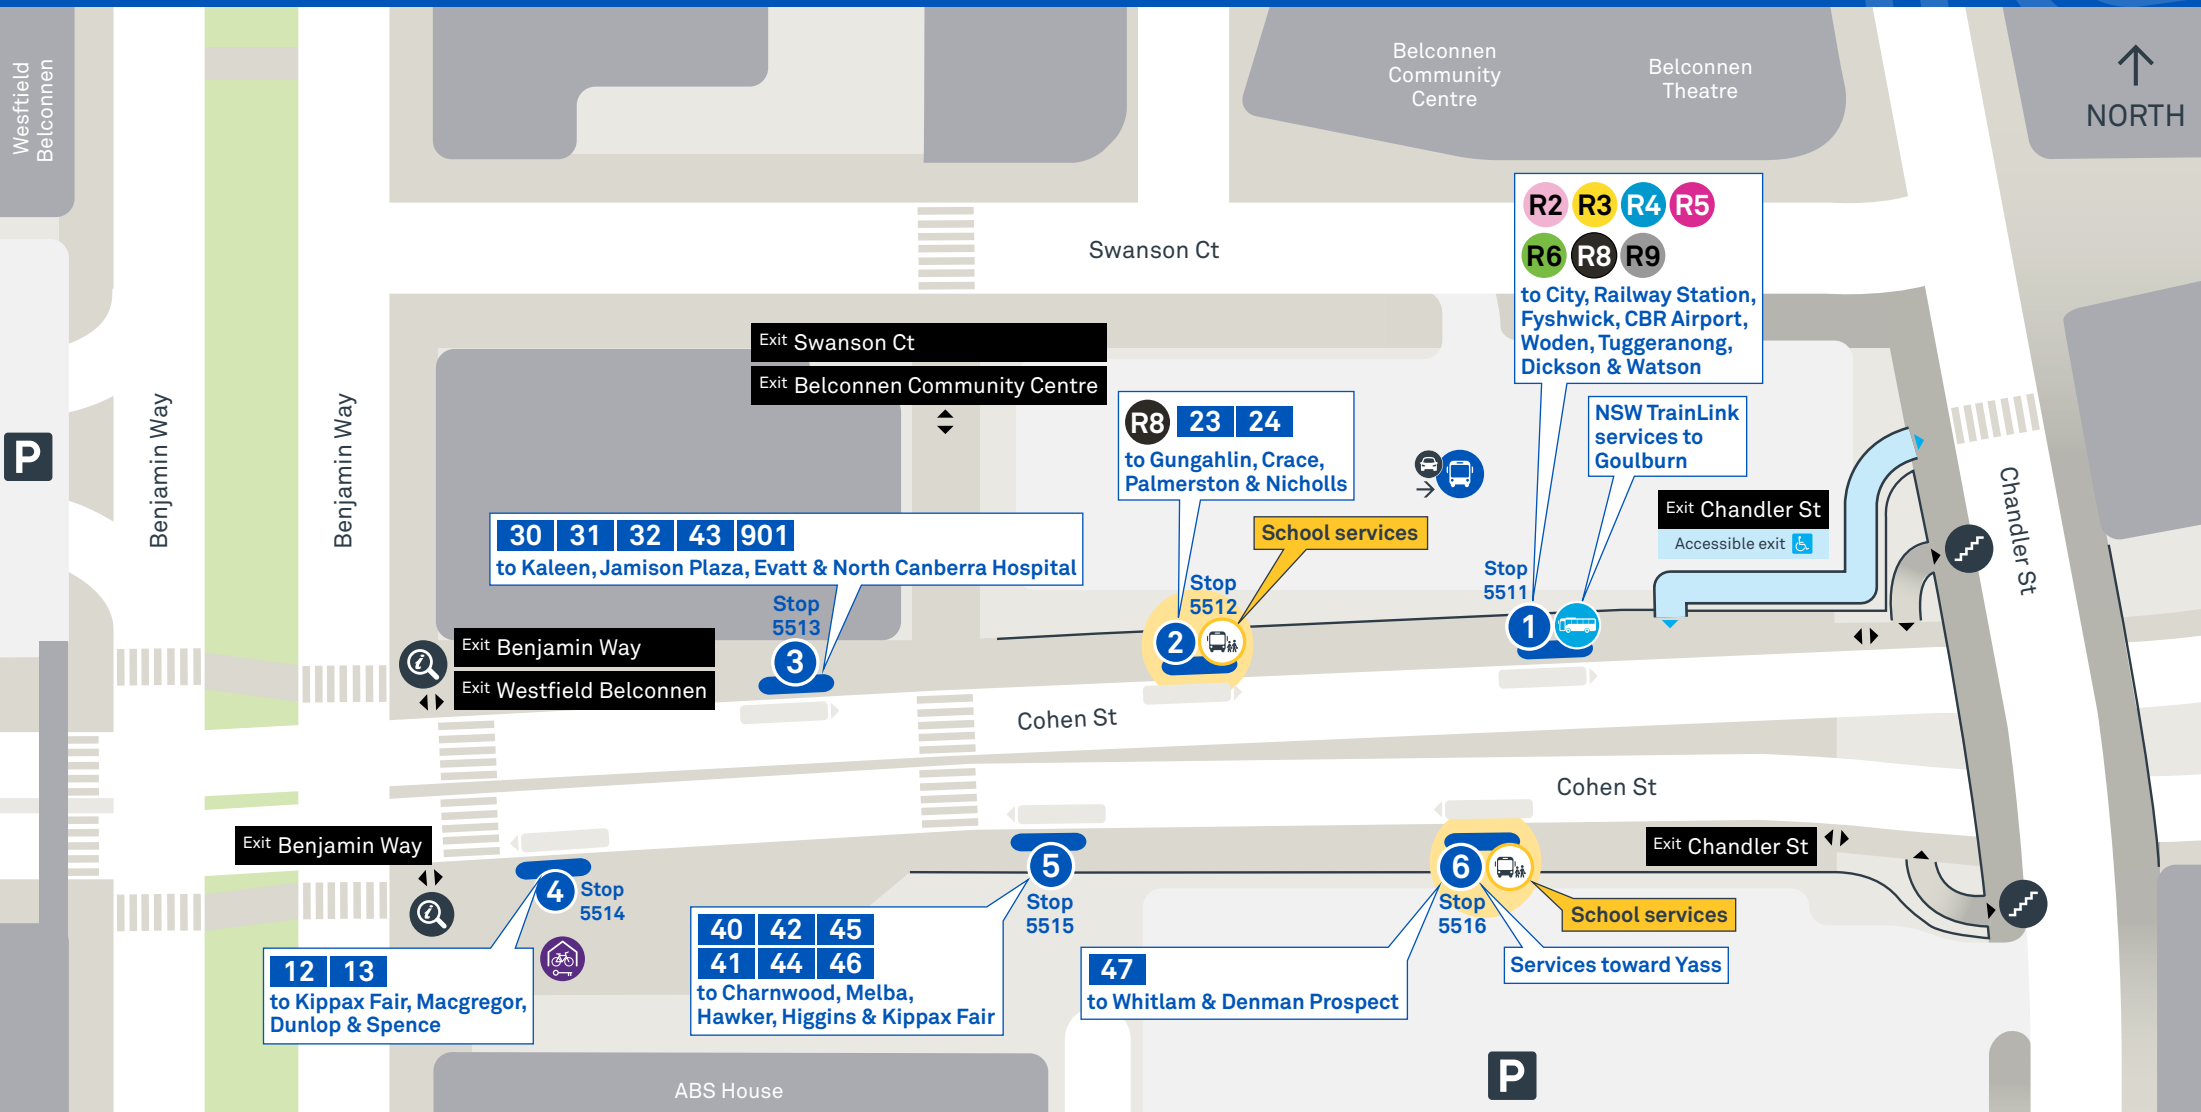 Wesftield
Belconnen
Belconnen
Community
Centre
Belconnen
Theatre
NORTH
R2 R3 R4 R5
R6 R8 R9
to City, Railway Station,
Fyshwick, CBR Airport,
Woden, Tuggeranong,
Dickson & Watson
Swanson Ct
Exit Swanson Ct
Exit Belconnen Community Centre
R8 23 24
to Gungahlin, Crace,
Palmerston & Nicholls
NSW TrainLink
services to
Goulburn
P
Benjamin Way
Benjamin Way
Exit Chandler St
Accessible exit
Chandler St
30 31 32 43 901
to Kaleen, Jamison Plaza, Evatt & North Canberra Hospital
School services
Stop
5513
3
Stop
5512
2
Stop
5511
1
i
Exit Benjamin Way
Exit Westfield Belconnen
Cohen St
Cohen St
Exit Benjamin Way
i
4
Stop
5514
5
Stop
5515
6
Stop
5516
Exit Chandler St
School services
Services toward Yass
12 13
to Kippax Fair, Macgregor,
Dunlop & Spence
40 42 45
41 44 46
to Charnwood, Melba,
Hawker, Higgins & Kippax Fair
47
to Whitlam & Denman Prospect
ABS House
P